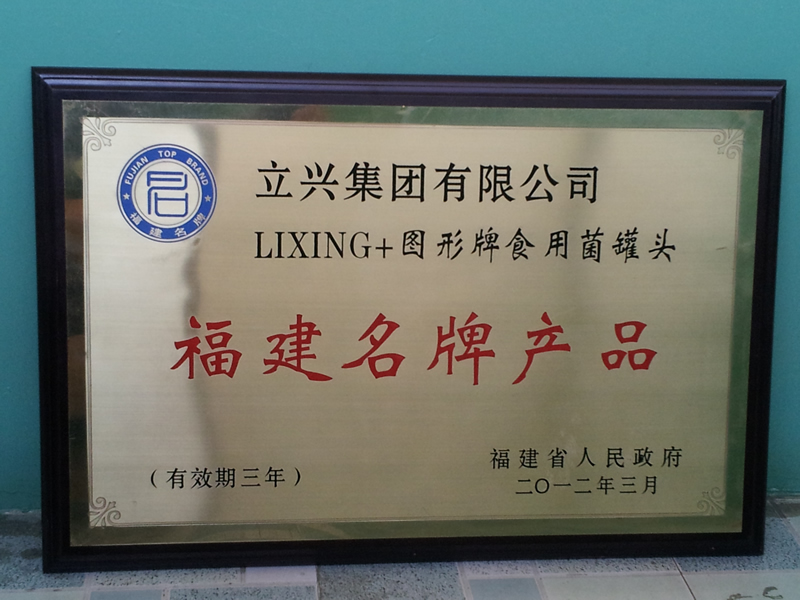 FUJIAN TOP BRAND
福建名牌
立兴集团有限公司
LIXING+图形牌食用菌罐头
福建名牌产品
（有效期三年）
福建省人民政府
二〇一二年三月